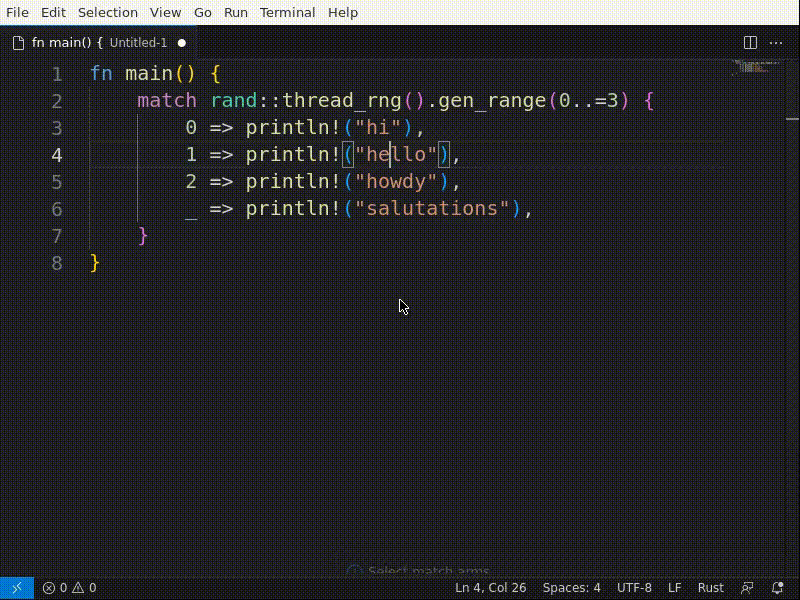 File Edit Selection View Go Run Terminal Help
fn main() { Untitled-1
1 fn main() {
2     match rand::thread_rng().gen_range(0..=3) {
3         0 => println!("hi"),
4         1 => println!("hello"),
5         2 => println!("howdy"),
6         _ => println!("salutations"),
7     }
8 }
Select match arms
0 0 Ln 4, Col 26 Spaces: 4 UTF-8 LF Rust